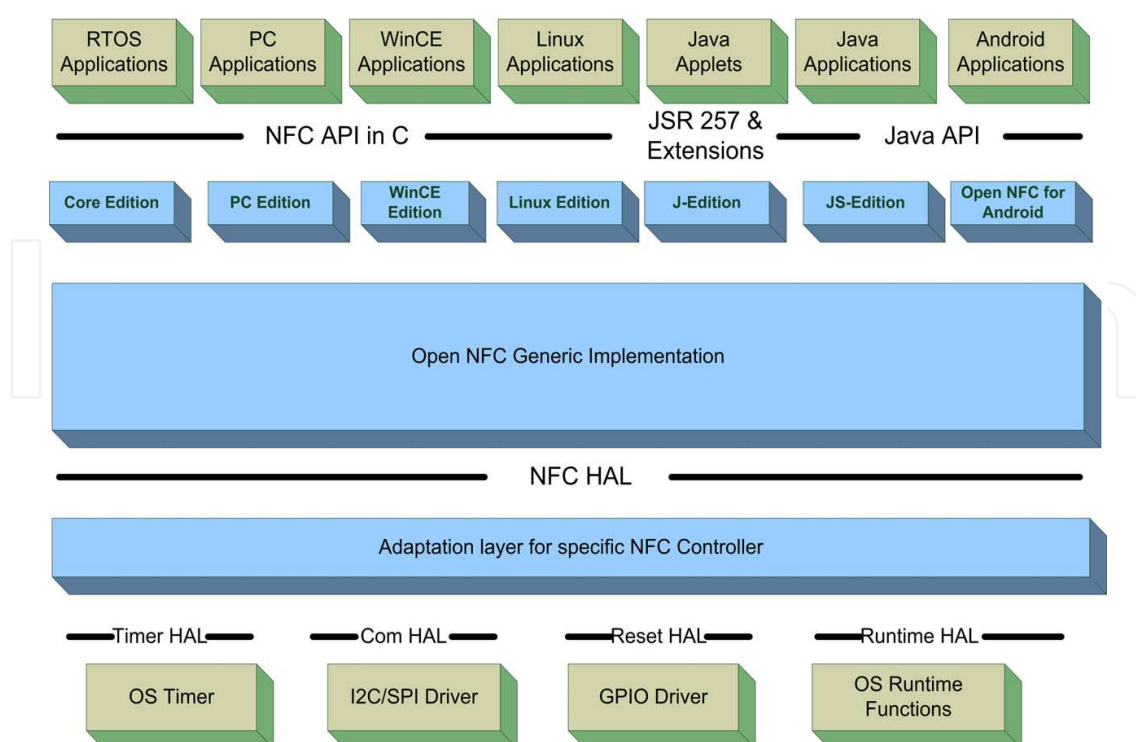 RTOS Applications
PC Applications
WinCE Applications
Linux Applications
Java Applets
Java Applications
Android Applications
NFC API in C
JSR 257 & Extensions
Java API
Core Edition
PC Edition
WinCE Edition
Linux Edition
J-Edition
JS-Edition
Open NFC for Android
Open NFC Generic Implementation
NFC HAL
Adaptation layer for specific NFC Controller
Timer HAL
Com HAL
Reset HAL
Runtime HAL
OS Timer
I2C/SPI Driver
GPIO Driver
OS Runtime Functions